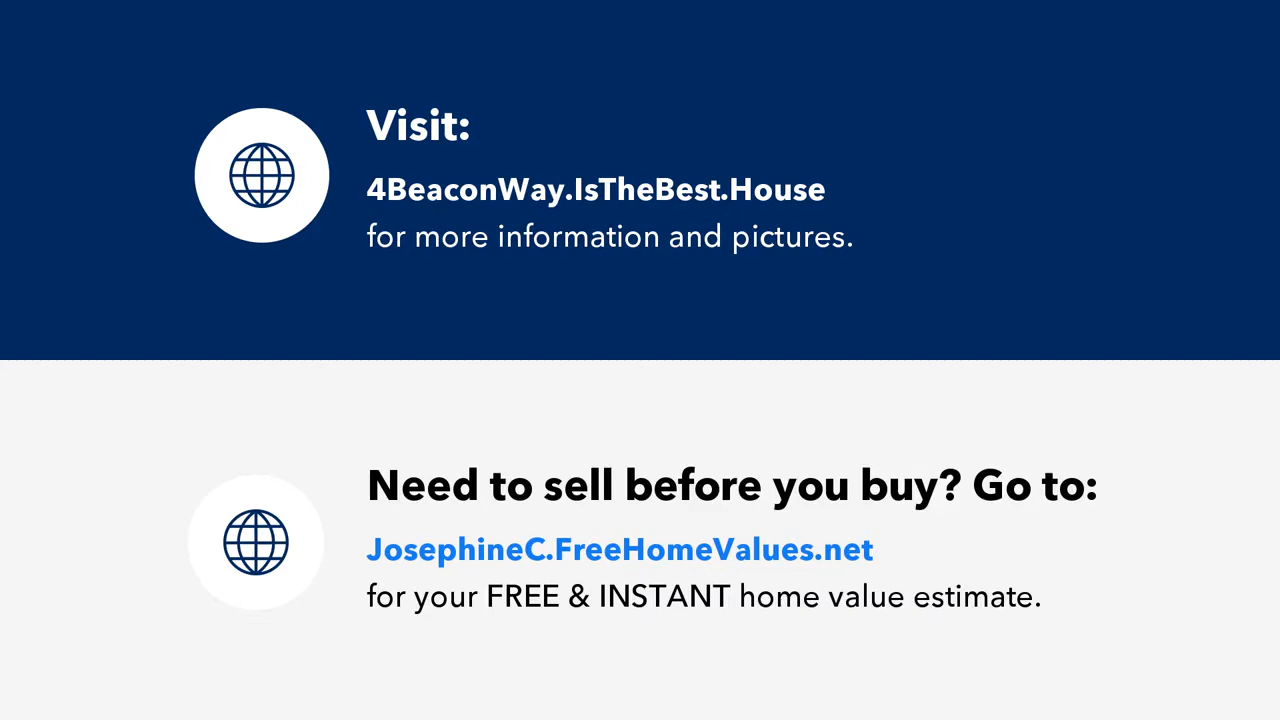 Visit:
4BeaconWay.IsTheBest.House
for more information and pictures.
Need to sell before you buy? Go to:
JosephineC.FreeHomeValues.net
for your FREE & INSTANT home value estimate.